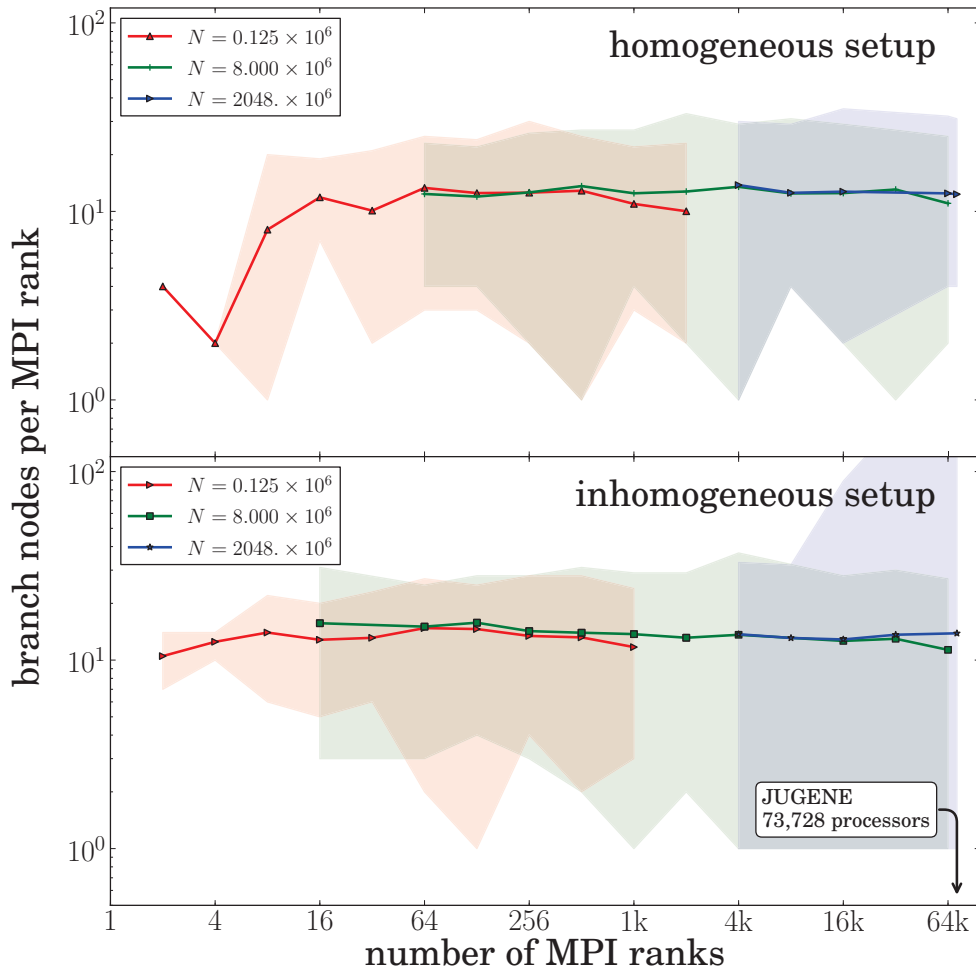 branch nodes per MPI rank
10²
10¹
10⁰
N = 0.125 × 10⁶
N = 8.000 × 10⁶
N = 2048. × 10⁶
homogeneous setup
10²
10¹
10⁰
N = 0.125 × 10⁶
N = 8.000 × 10⁶
N = 2048. × 10⁶
inhomogeneous setup
JUGENE
73,728 processors
1 4 16 64 256 1k 4k 16k 64k
number of MPI ranks